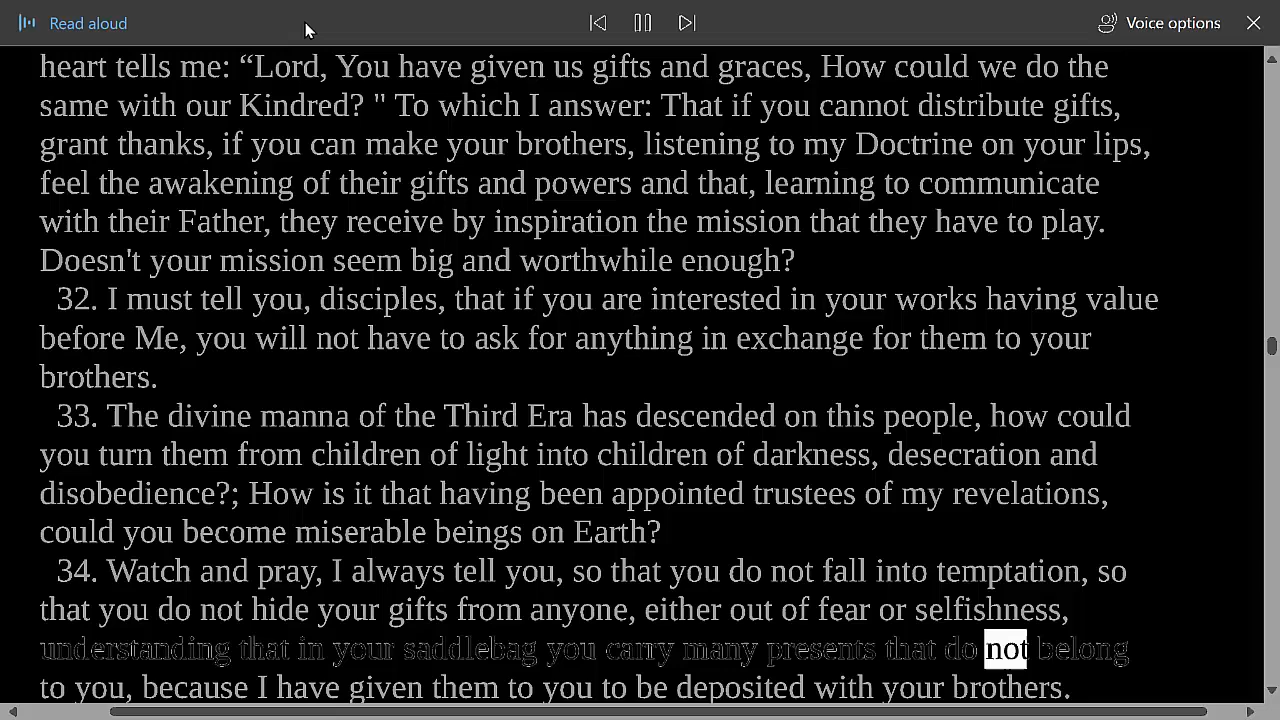 Read aloud
Voice options
heart tells me: “Lord, You have given us gifts and graces, How could we do the
same with our Kindred? " To which I answer: That if you cannot distribute gifts,
grant thanks, if you can make your brothers, listening to my Doctrine on your lips,
feel the awakening of their gifts and powers and that, learning to communicate
with their Father, they receive by inspiration the mission that they have to play.
Doesn't your mission seem big and worthwhile enough?
32. I must tell you, disciples, that if you are interested in your works having value
before Me, you will not have to ask for anything in exchange for them to your
brothers.
33. The divine manna of the Third Era has descended on this people, how could
you turn them from children of light into children of darkness, desecration and
disobedience?; How is it that having been appointed trustees of my revelations,
could you become miserable beings on Earth?
34. Watch and pray, I always tell you, so that you do not fall into temptation, so
that you do not hide your gifts from anyone, either out of fear or selfishness,
understanding that in your saddlebag you carry many presents that do not belong
to you, because I have given them to you to be deposited with your brothers.